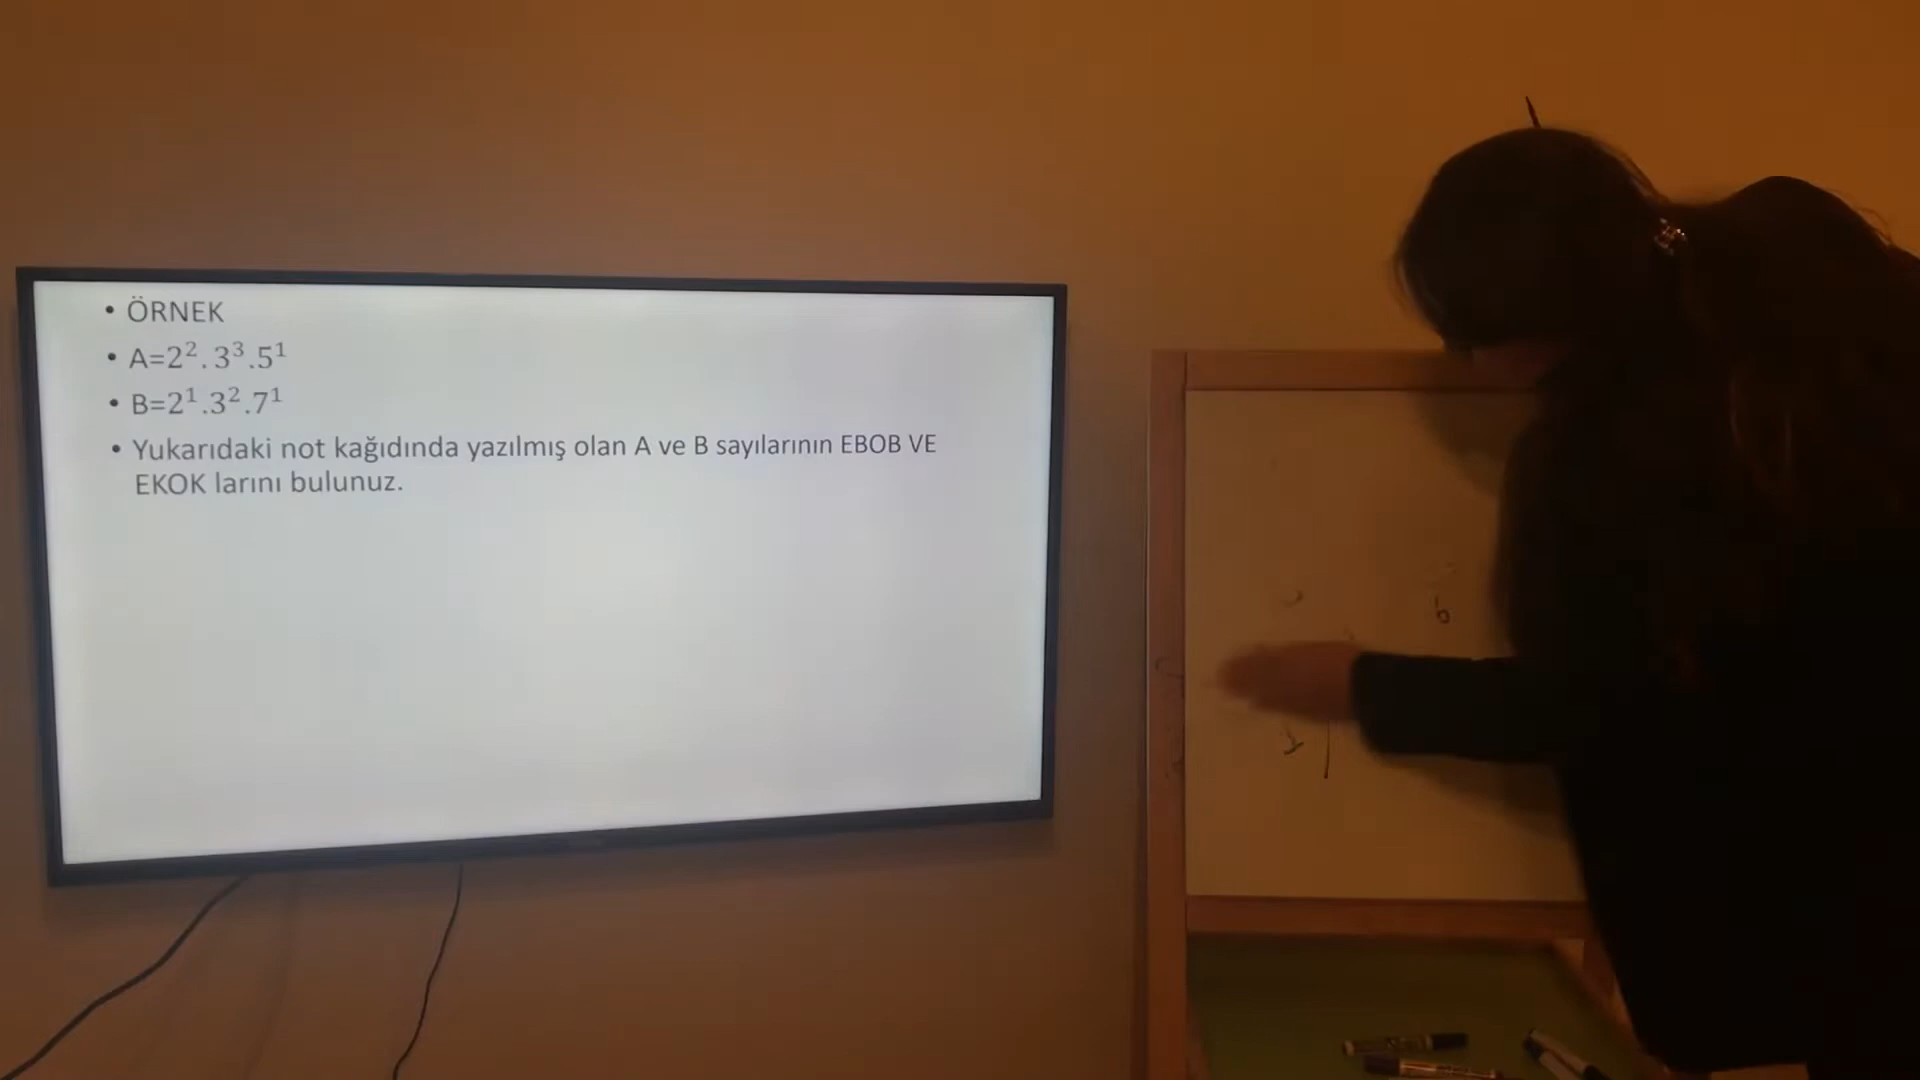 • ÖRNEK
• A=2².3³.5¹
• B=2¹.3².7¹
• Yukarıdaki not kağıdında yazılmış olan A ve B sayılarının EBOB VE
EKOK larını bulunuz.